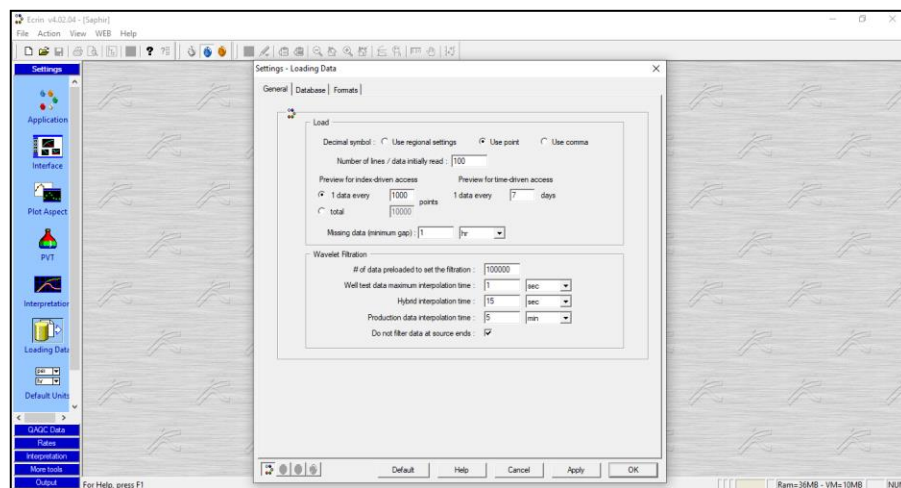 Ecrin v4.02.04 - [Saphir]
File Action View WEB Help
Settings
Application
Interface
Plot Aspect
PVT
Interpretation
Loading Data
psi
hr
Default Units
QAQC Data
Rates
Interpretation
More tools
Output
For Help, press F1
Settings - Loading Data
General Database Formats
Load
Decimal symbol : Use regional settings Use point Use comma
Number of lines / data initially read : 100
Preview for index-driven access Preview for time-driven access
1 data every 1000 points 1 data every 7 days
total 10000
Missing data (minimum gap) : 1 hr
Wavelet Filtration
# of data preloaded to set the filtration : 100000
Well test data maximum interpolation time : 1 sec
Hybrid interpolation time : 15 sec
Production data interpolation time : 5 min
Do not filter data at source ends :
Default Help Cancel Apply OK
Ram=36MB - VM=10MB NU